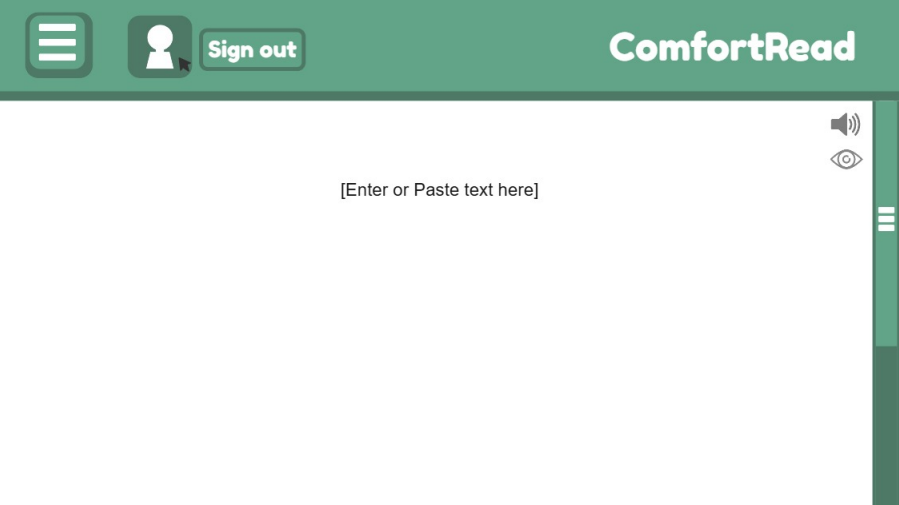 Sign out
ComfortRead
[Enter or Paste text here]